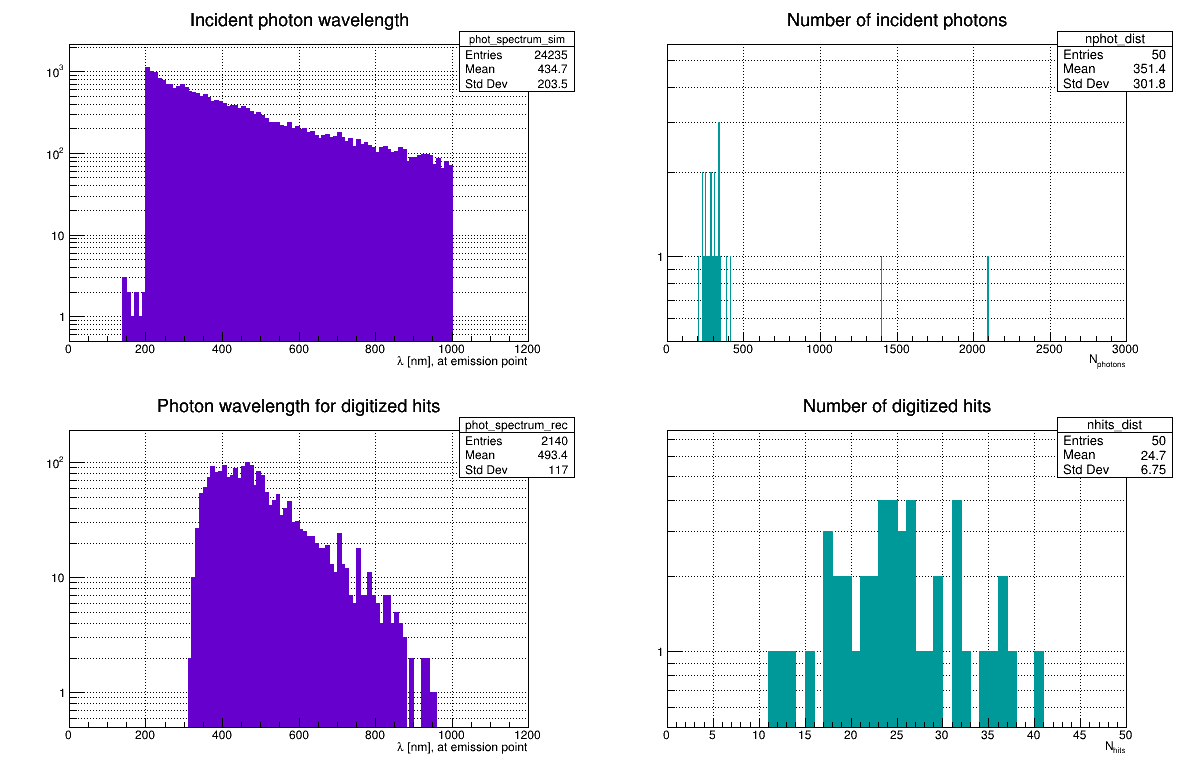 Incident photon wavelength
phot_spectrum_sim
Entries 24235
Mean 434.7
Std Dev 203.5
10³
10²
10
1
0 200 400 600 800 1000 1200
λ [nm], at emission point
Number of incident photons
nphot_dist
Entries 50
Mean 351.4
Std Dev 301.8
1
0 500 1000 1500 2000 2500 3000
Nphotons
Photon wavelength for digitized hits
phot_spectrum_rec
Entries 2140
Mean 493.4
Std Dev 117
10²
10
1
0 200 400 600 800 1000 1200
λ [nm], at emission point
Number of digitized hits
nhits_dist
Entries 50
Mean 24.7
Std Dev 6.75
1
0 5 10 15 20 25 30 35 40 45 50
Nhits